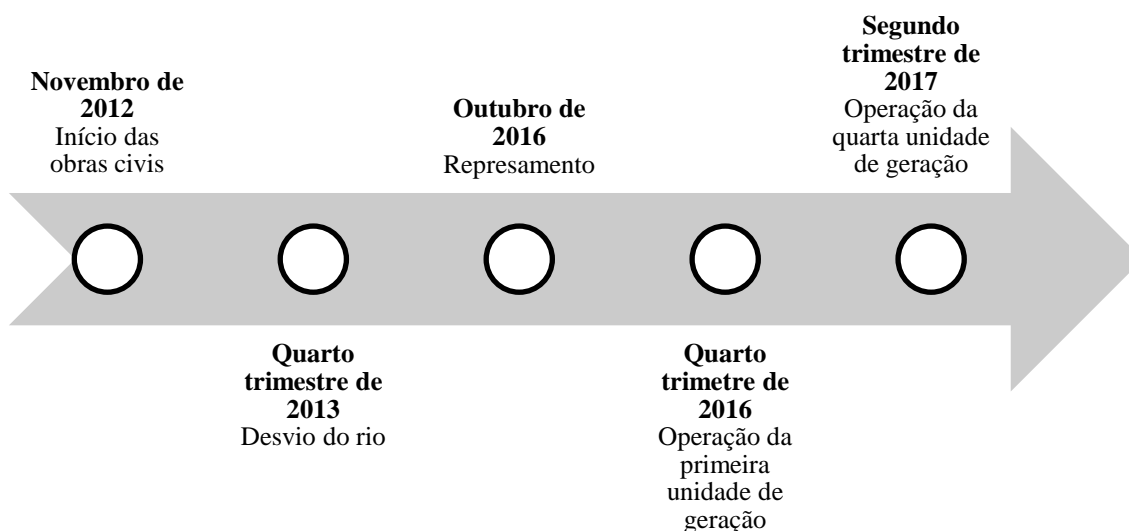 Novembro de
2012
Início das
obras civis
Quarto
trimestre de
2013
Desvio do rio
Outubro de
2016
Represamento
Quarto
trimetre de
2016
Operação da
primeira
unidade de
geração
Segundo
trimestre de
2017
Operação da
quarta unidade
de geração